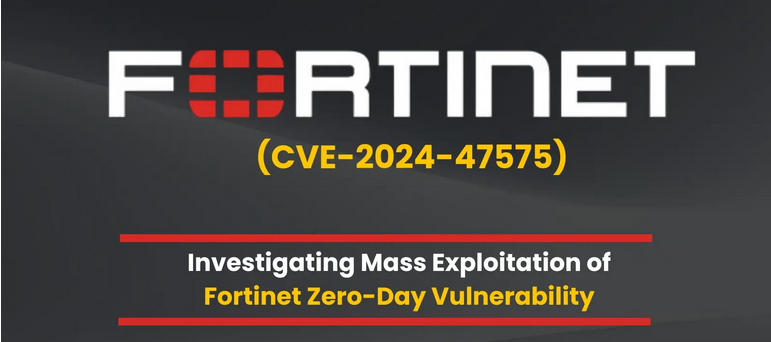 FORTINET
(CVE-2024-47575)
Investigating Mass Exploitation of
Fortinet Zero-Day Vulnerability